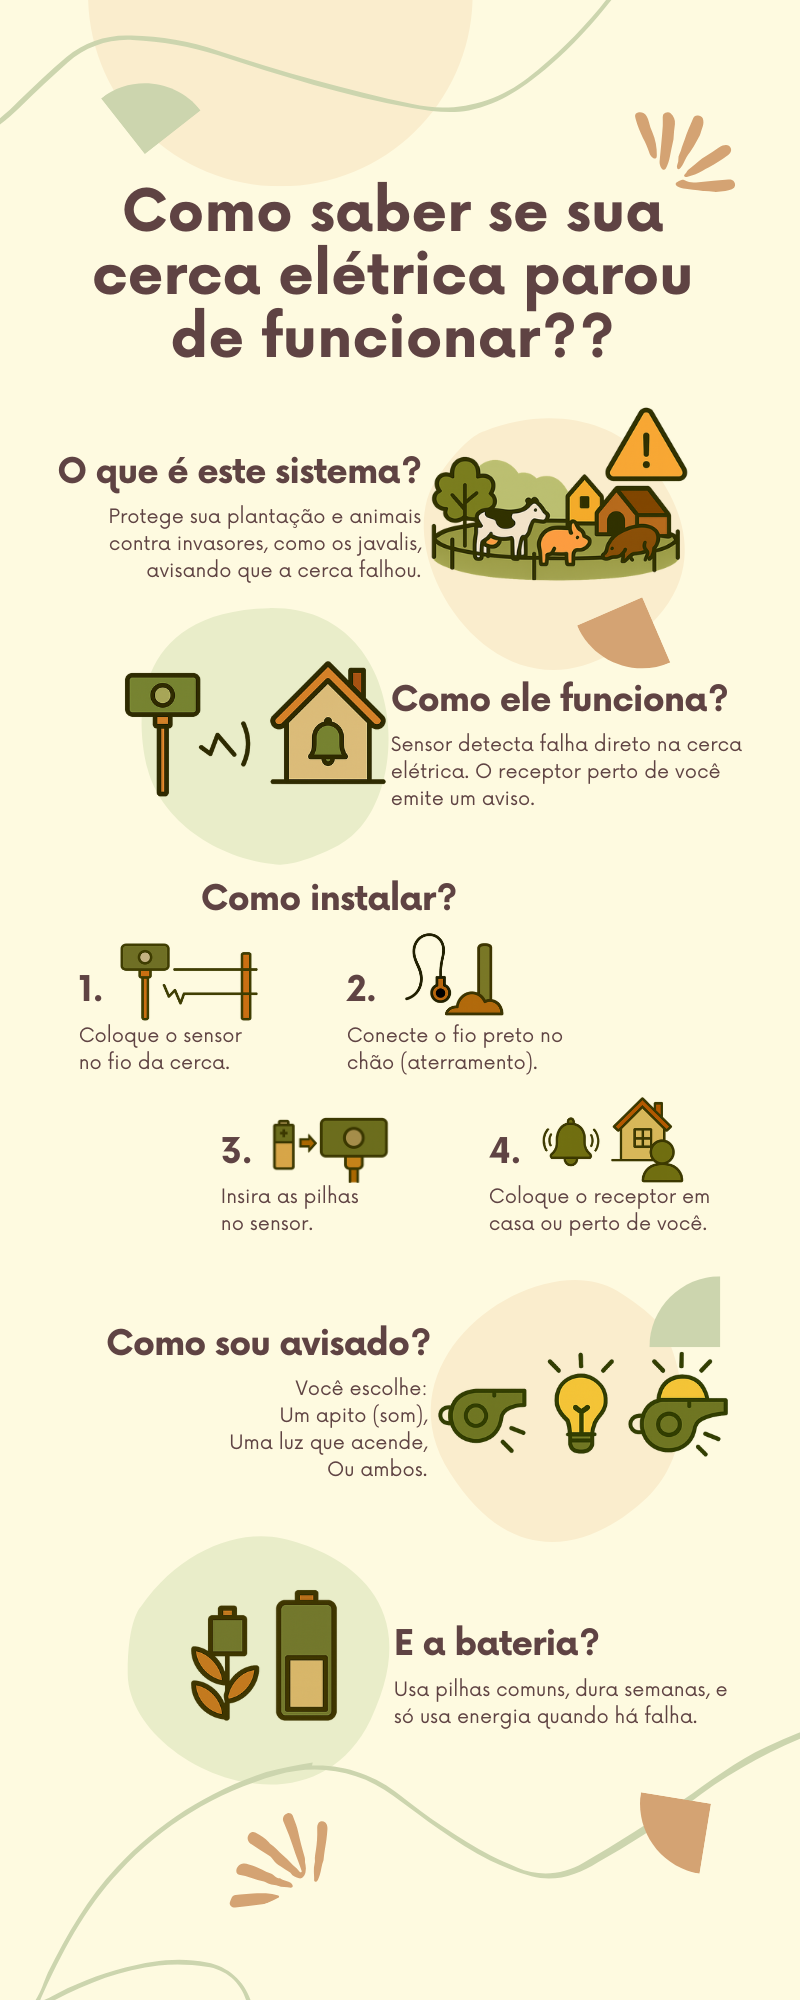 Como saber se sua
cerca elétrica parou
de funcionar??
O que é este sistema?
Protege sua plantação e animais
contra invasores, como os javalis,
avisando que a cerca falhou.
Como ele funciona?
Sensor detecta falha direto na cerca
elétrica. O receptor perto de você
emite um aviso.
Como instalar?
1.
Coloque o sensor
no fio da cerca.
2.
Conecte o fio preto no
chão (aterramento).
3.
Insira as pilhas
no sensor.
4.
Coloque o receptor em
casa ou perto de você.
Como sou avisado?
Você escolhe:
Um apito (som),
Uma luz que acende,
Ou ambos.
E a bateria?
Usa pilhas comuns, dura semanas, e
só usa energia quando há falha.